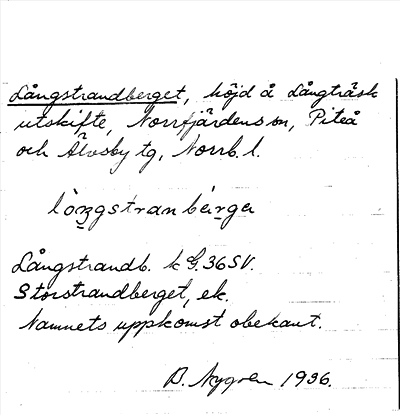 Långstrandberget, höjd å Långträsk
utskifte, Norrfjärdens sn, Piteå
och Älvsby tg, Norrb. l.
Långstrandb. k G. 36 SV.
Storstrandberget, ek.
Namnets uppkomst obekant.
B. Nygren 1936.